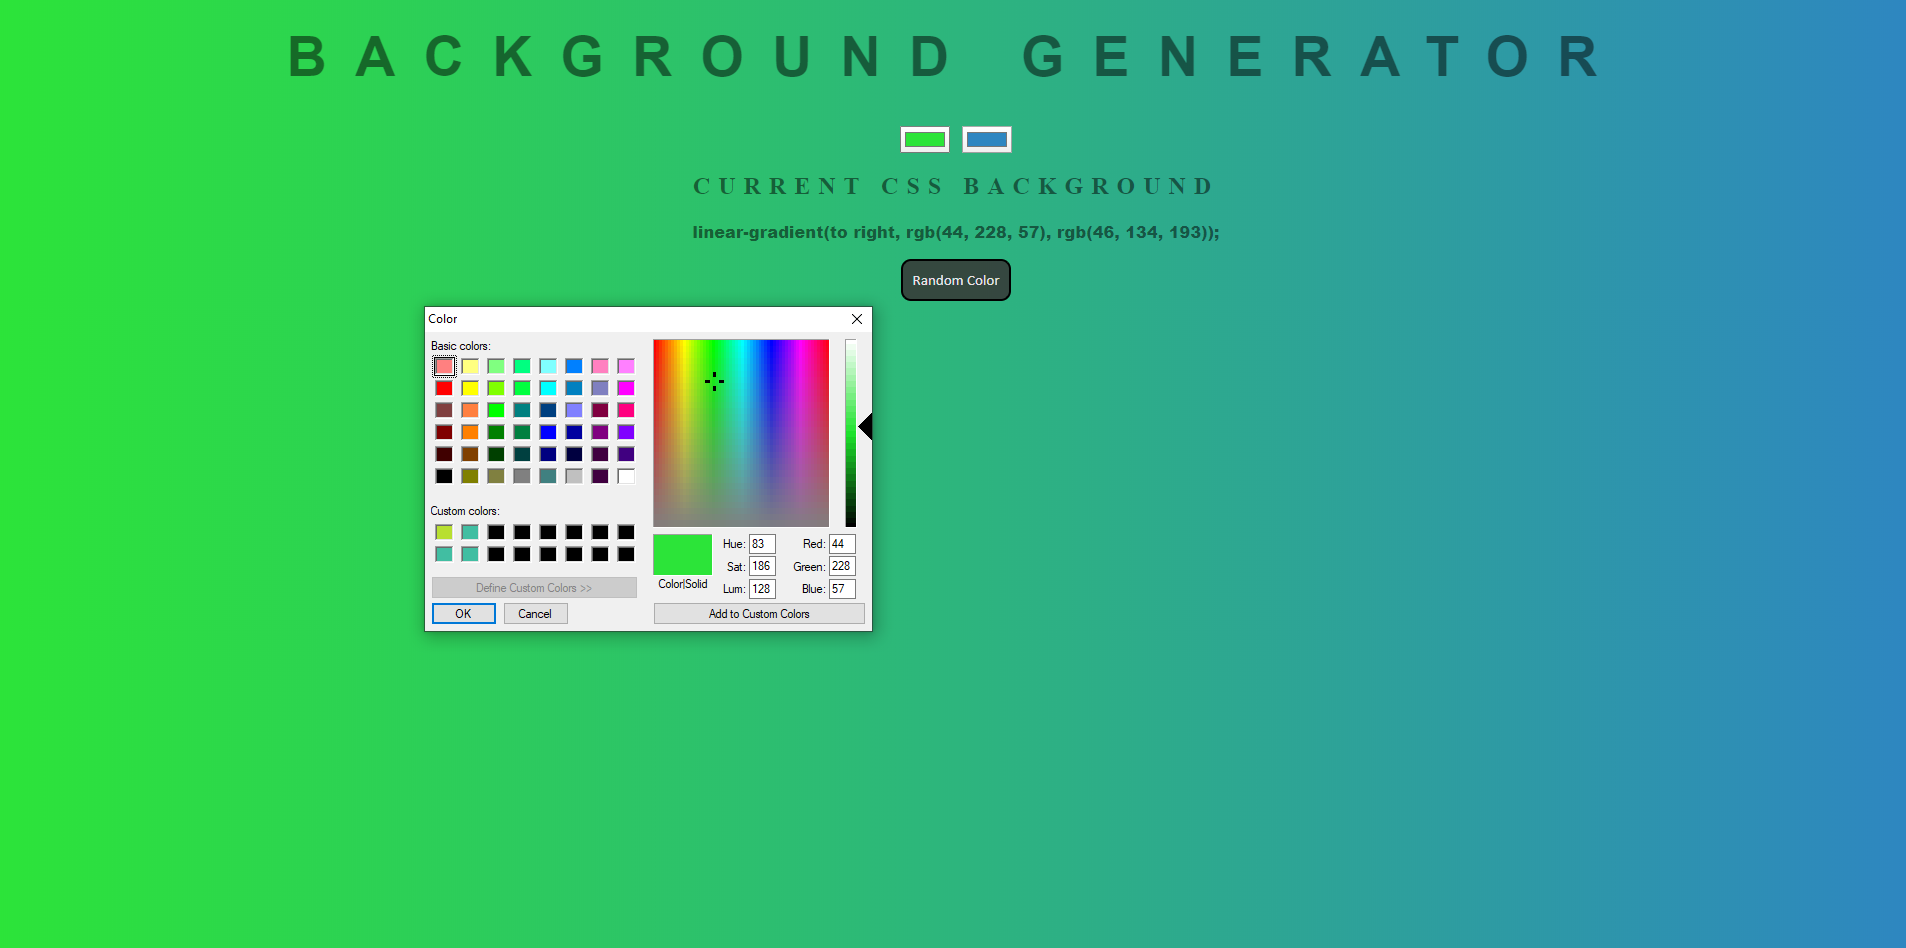 BACKGROUND GENERATOR
CURRENT CSS BACKGROUND
linear-gradient(to right, rgb(44, 228, 57), rgb(46, 134, 193));
Random Color
Color
Basic colors:
Custom colors:
Define Custom Colors >>
OK Cancel
Hue: 83 Red: 44
Sat: 186 Green: 228
Color|Solid
Lum: 128 Blue: 57
Add to Custom Colors